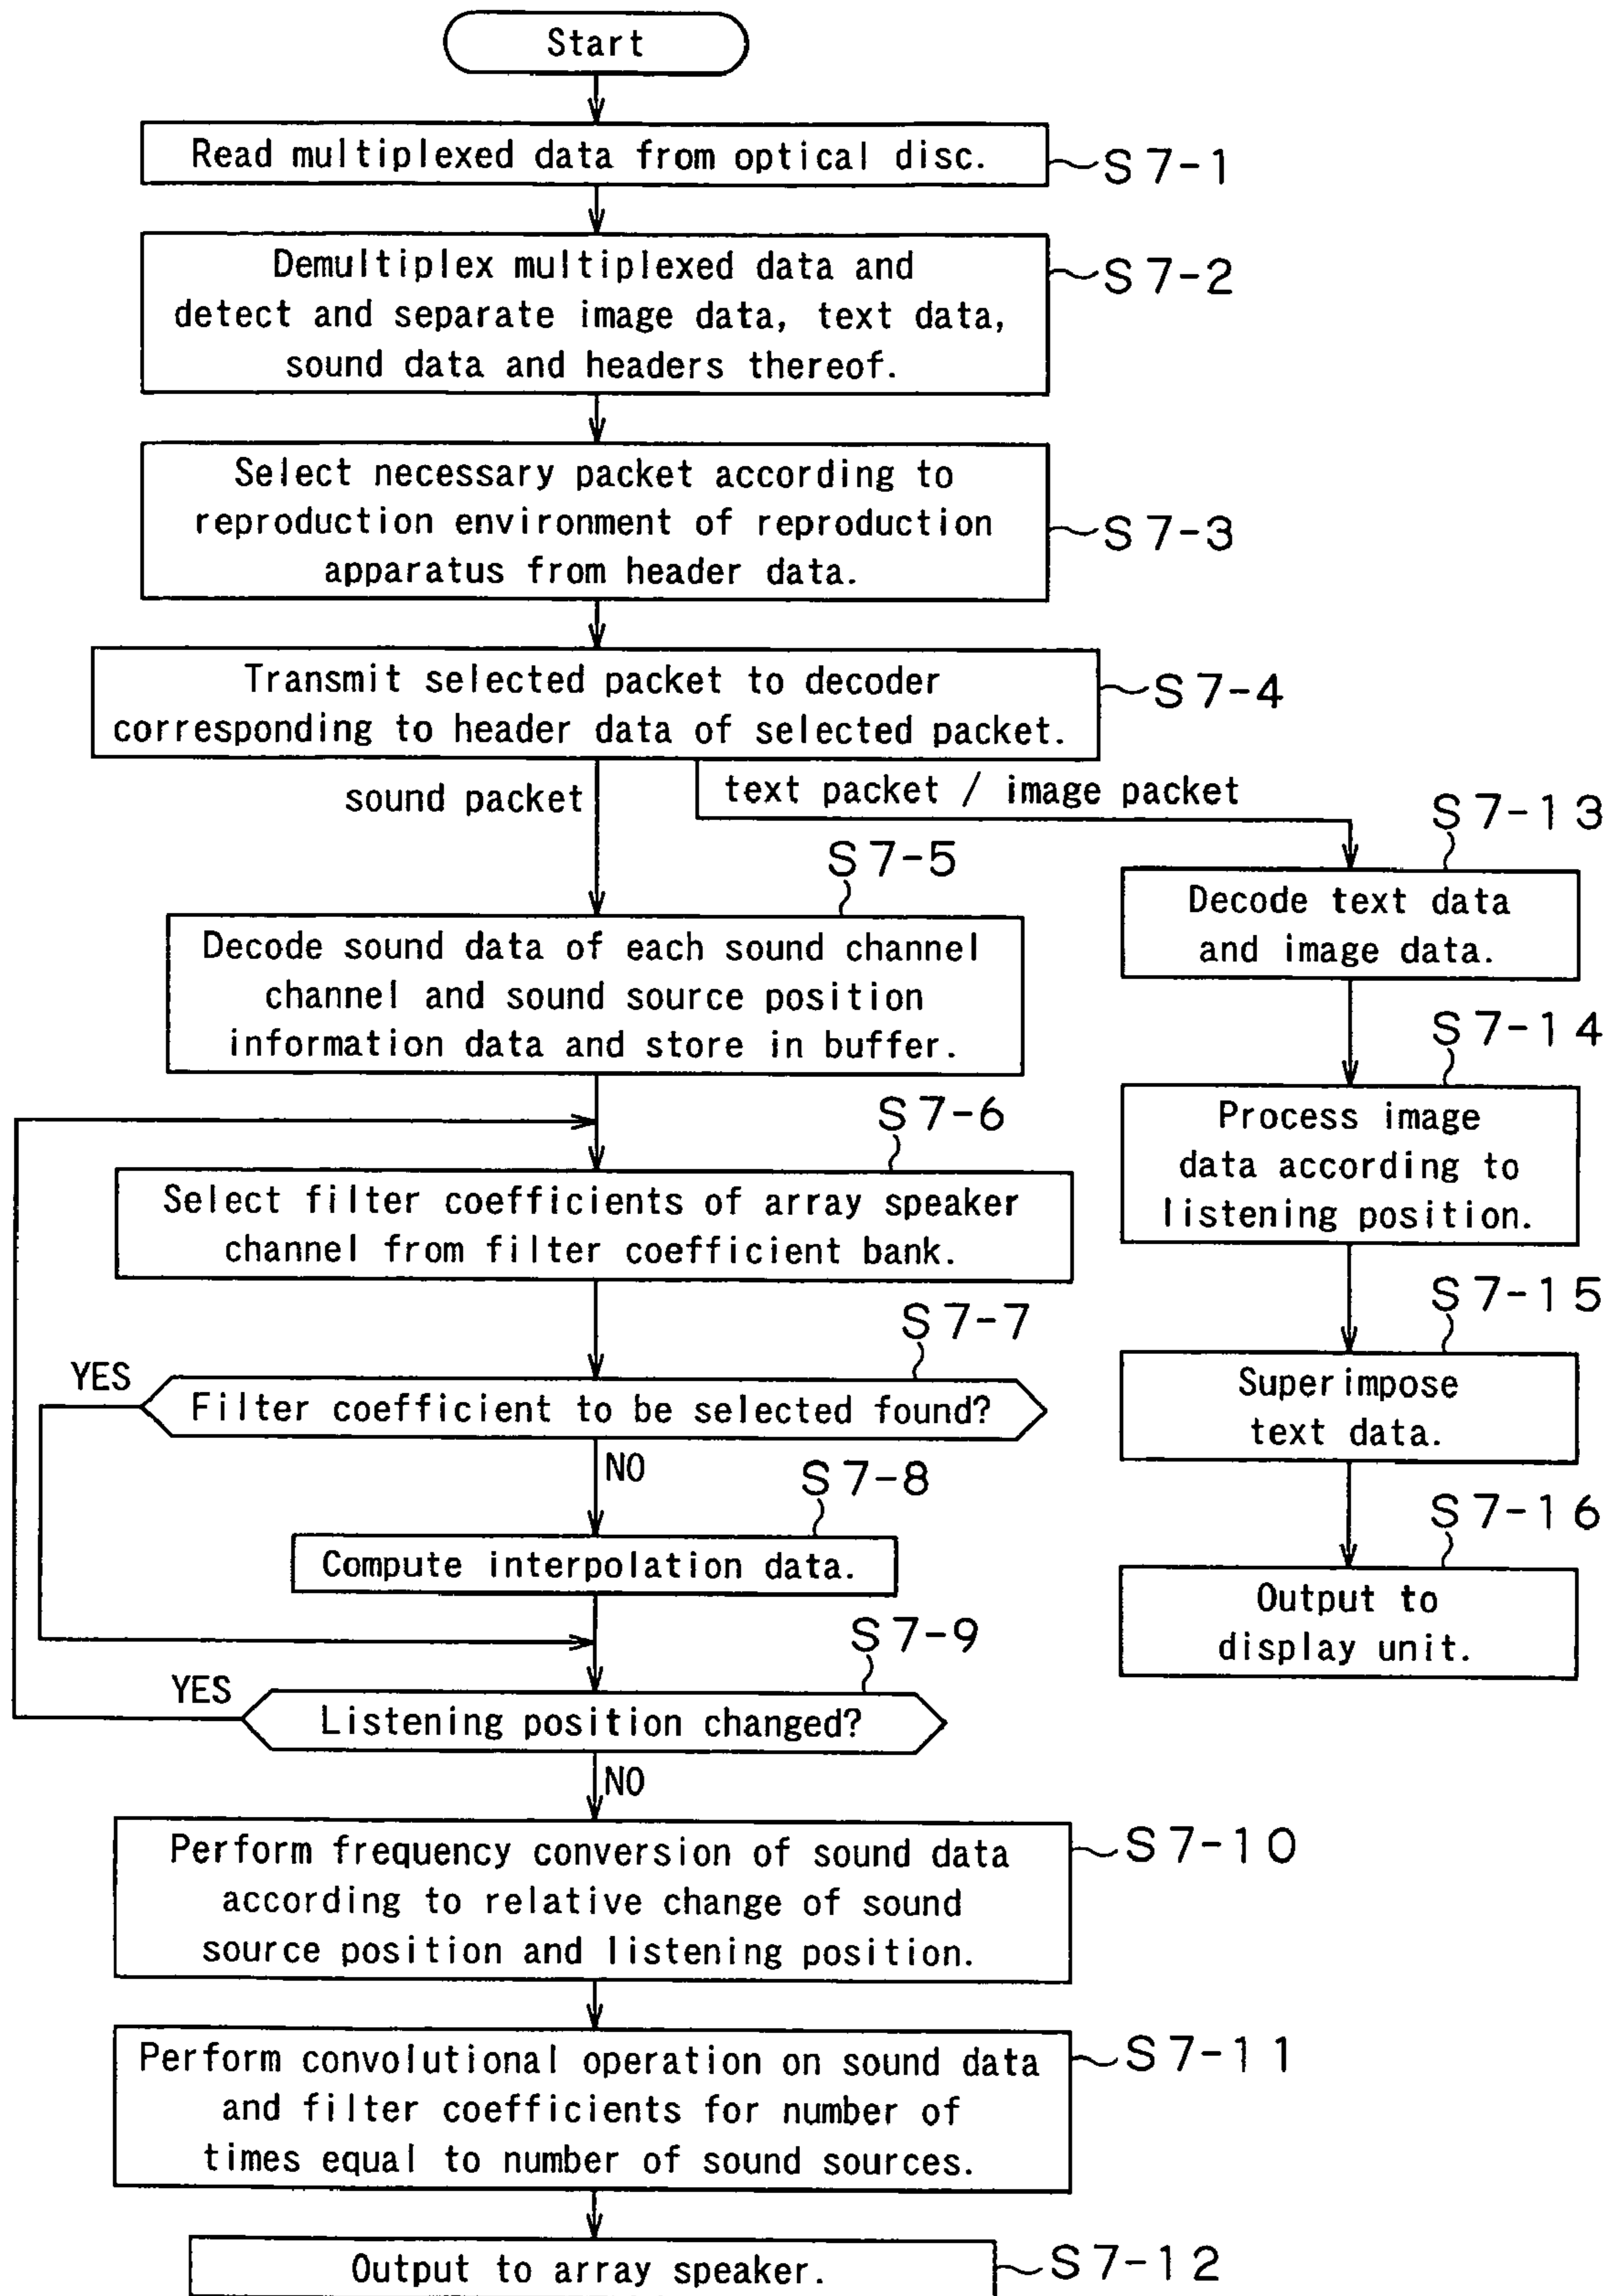 Start
Read multiplexed data from optical disc.
S7-1
Demultiplex multiplexed data and
detect and separate image data, text data,
sound data and headers thereof.
S7-2
Select necessary packet according to
reproduction environment of reproduction
apparatus from header data.
S7-3
Transmit selected packet to decoder
corresponding to header data of selected packet.
S7-4
sound packet
text packet / image packet
S7-5
Decode sound data of each sound channel
channel and sound source position
information data and store in buffer.
S7-6
Select filter coefficients of array speaker
channel from filter coefficient bank.
S7-7
YES
Filter coefficient to be selected found?
NO
S7-8
Compute interpolation data.
S7-9
YES
Listening position changed?
NO
Perform frequency conversion of sound data
according to relative change of sound
source position and listening position.
S7-10
Perform convolutional operation on sound data
and filter coefficients for number of
times equal to number of sound sources.
S7-11
Output to array speaker.
S7-12
S7-13
Decode text data
and image data.
S7-14
Process image
data according to
listening position.
S7-15
Superimpose
text data.
S7-16
Output to
display unit.